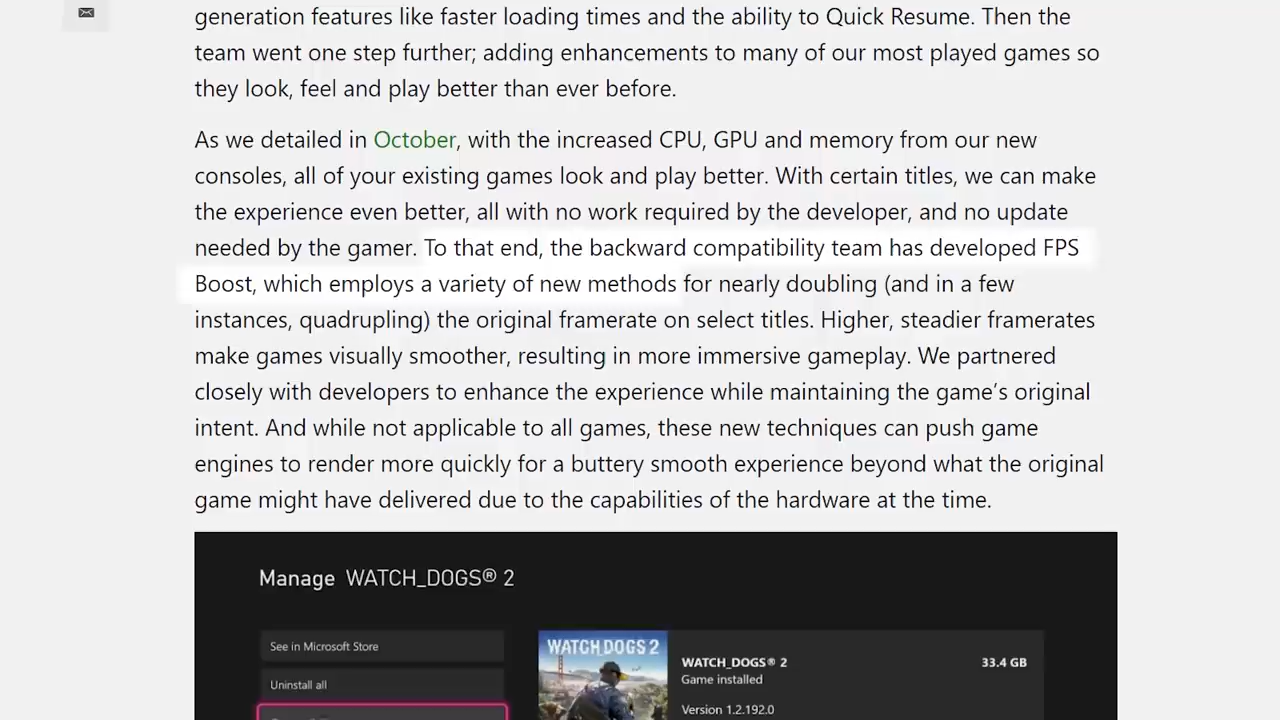 generation features like faster loading times and the ability to Quick Resume. Then the
team went one step further; adding enhancements to many of our most played games so
they look, feel and play better than ever before.
As we detailed in October, with the increased CPU, GPU and memory from our new
consoles, all of your existing games look and play better. With certain titles, we can make
the experience even better, all with no work required by the developer, and no update
needed by the gamer. To that end, the backward compatibility team has developed FPS
Boost, which employs a variety of new methods for nearly doubling (and in a few
instances, quadrupling) the original framerate on select titles. Higher, steadier framerates
make games visually smoother, resulting in more immersive gameplay. We partnered
closely with developers to enhance the experience while maintaining the game’s original
intent. And while not applicable to all games, these new techniques can push game
engines to render more quickly for a buttery smooth experience beyond what the original
game might have delivered due to the capabilities of the hardware at the time.
Manage WATCH_DOGS® 2
See in Microsoft Store
Uninstall all
WATCH_DOGS 2
WATCH_DOGS® 2 33.4 GB
Game installed
Version 1.2.192.0